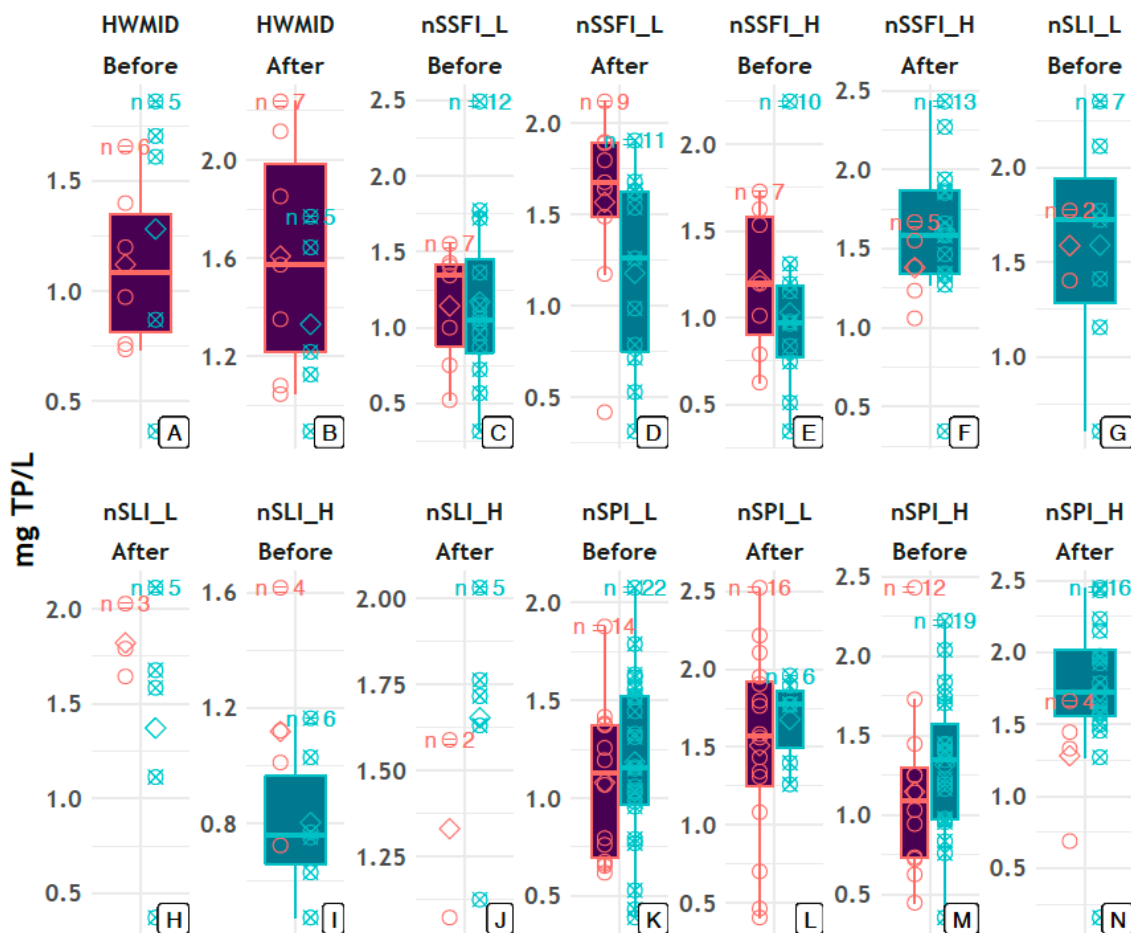 HWMID HWMID nSSFI_L nSSFI_L nSSFI_H nSSFI_H nSLI_L
Before After Before After Before After Before
n = 5 n = 7 2.5 n = 12 n = 9 n = 10 2.5 n = 13 n = 7
n = 6 2.0 2.0 n = 11 2.0 2.0
1.5 n = 5 n = 7 n = 7 n = 5 n = 2
1.6 1.5 1.5 1.5 1.5 1.5
1.0 1.0 1.0 1.0 1.0 1.0
1.2
0.5 0.5 0.5 0.5 0.5
A B C D E F G
mg TP/L
nSLI_L nSLI_H nSLI_H nSPI_L nSPI_L nSPI_H nSPI_H
After Before After Before After Before After
n = 5 1.6 n = 4 n = 5 n = 22 2.5 n = 16 2.5 n = 12 2.5 n = 16
2.0 n = 3 2.00 2.0 n = 14 2.0 n = 6 2.0 n = 19 2.0
1.2 n = 6 1.75 n = 2 n = 4
1.5 1.50 1.5 1.5 1.5 1.5
1.0 0.8 1.25 1.0 1.0 1.0 1.0
0.5 0.5 0.5 0.5 0.5
H I J K L M N